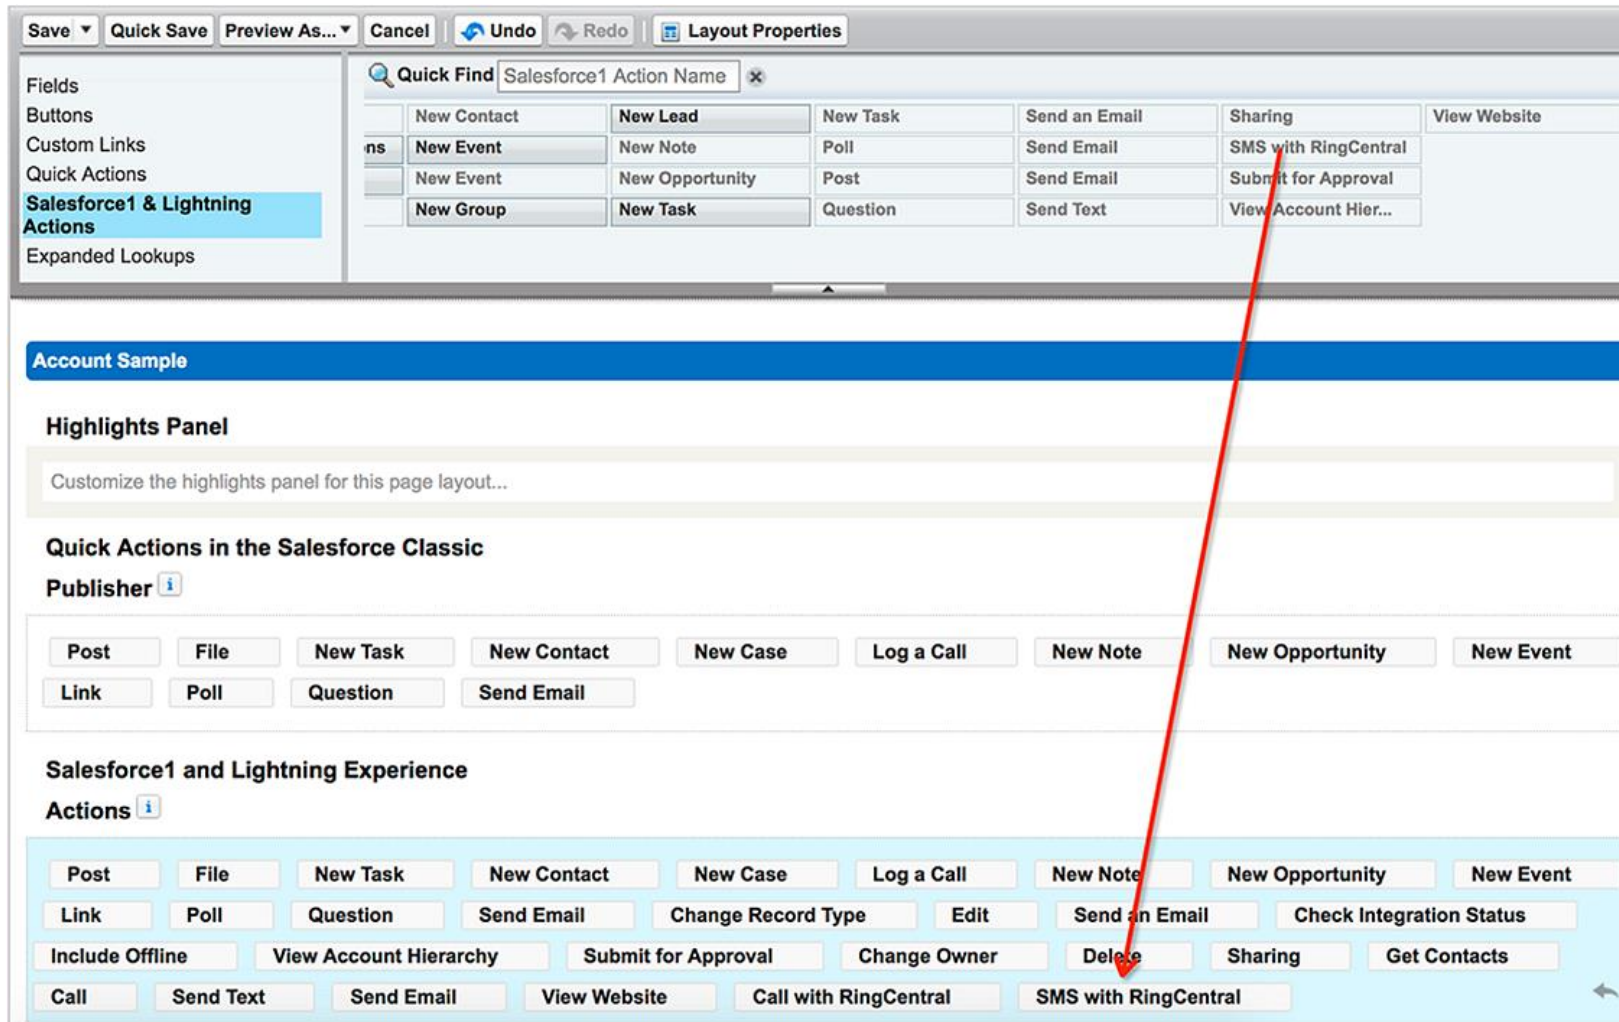 Save Quick Save Preview As... Cancel Undo Redo Layout Properties
Fields
Buttons
Custom Links
Quick Actions
Salesforce1 & Lightning
Actions
Expanded Lookups
Quick Find Salesforce1 Action Name
New Contact New Lead New Task Send an Email Sharing View Website
ns New Event New Note Poll Send Email SMS with RingCentral
New Event New Opportunity Post Send Email Submit for Approval
New Group New Task Question Send Text View Account Hier...
Account Sample
Highlights Panel
Customize the highlights panel for this page layout...
Quick Actions in the Salesforce Classic
Publisher i
Post File New Task New Contact New Case Log a Call New Note New Opportunity New Event
Link Poll Question Send Email
Salesforce1 and Lightning Experience
Actions i
Post File New Task New Contact New Case Log a Call New Note New Opportunity New Event
Link Poll Question Send Email Change Record Type Edit Send an Email Check Integration Status
Include Offline View Account Hierarchy Submit for Approval Change Owner Delete Sharing Get Contacts
Call Send Text Send Email View Website Call with RingCentral SMS with RingCentral